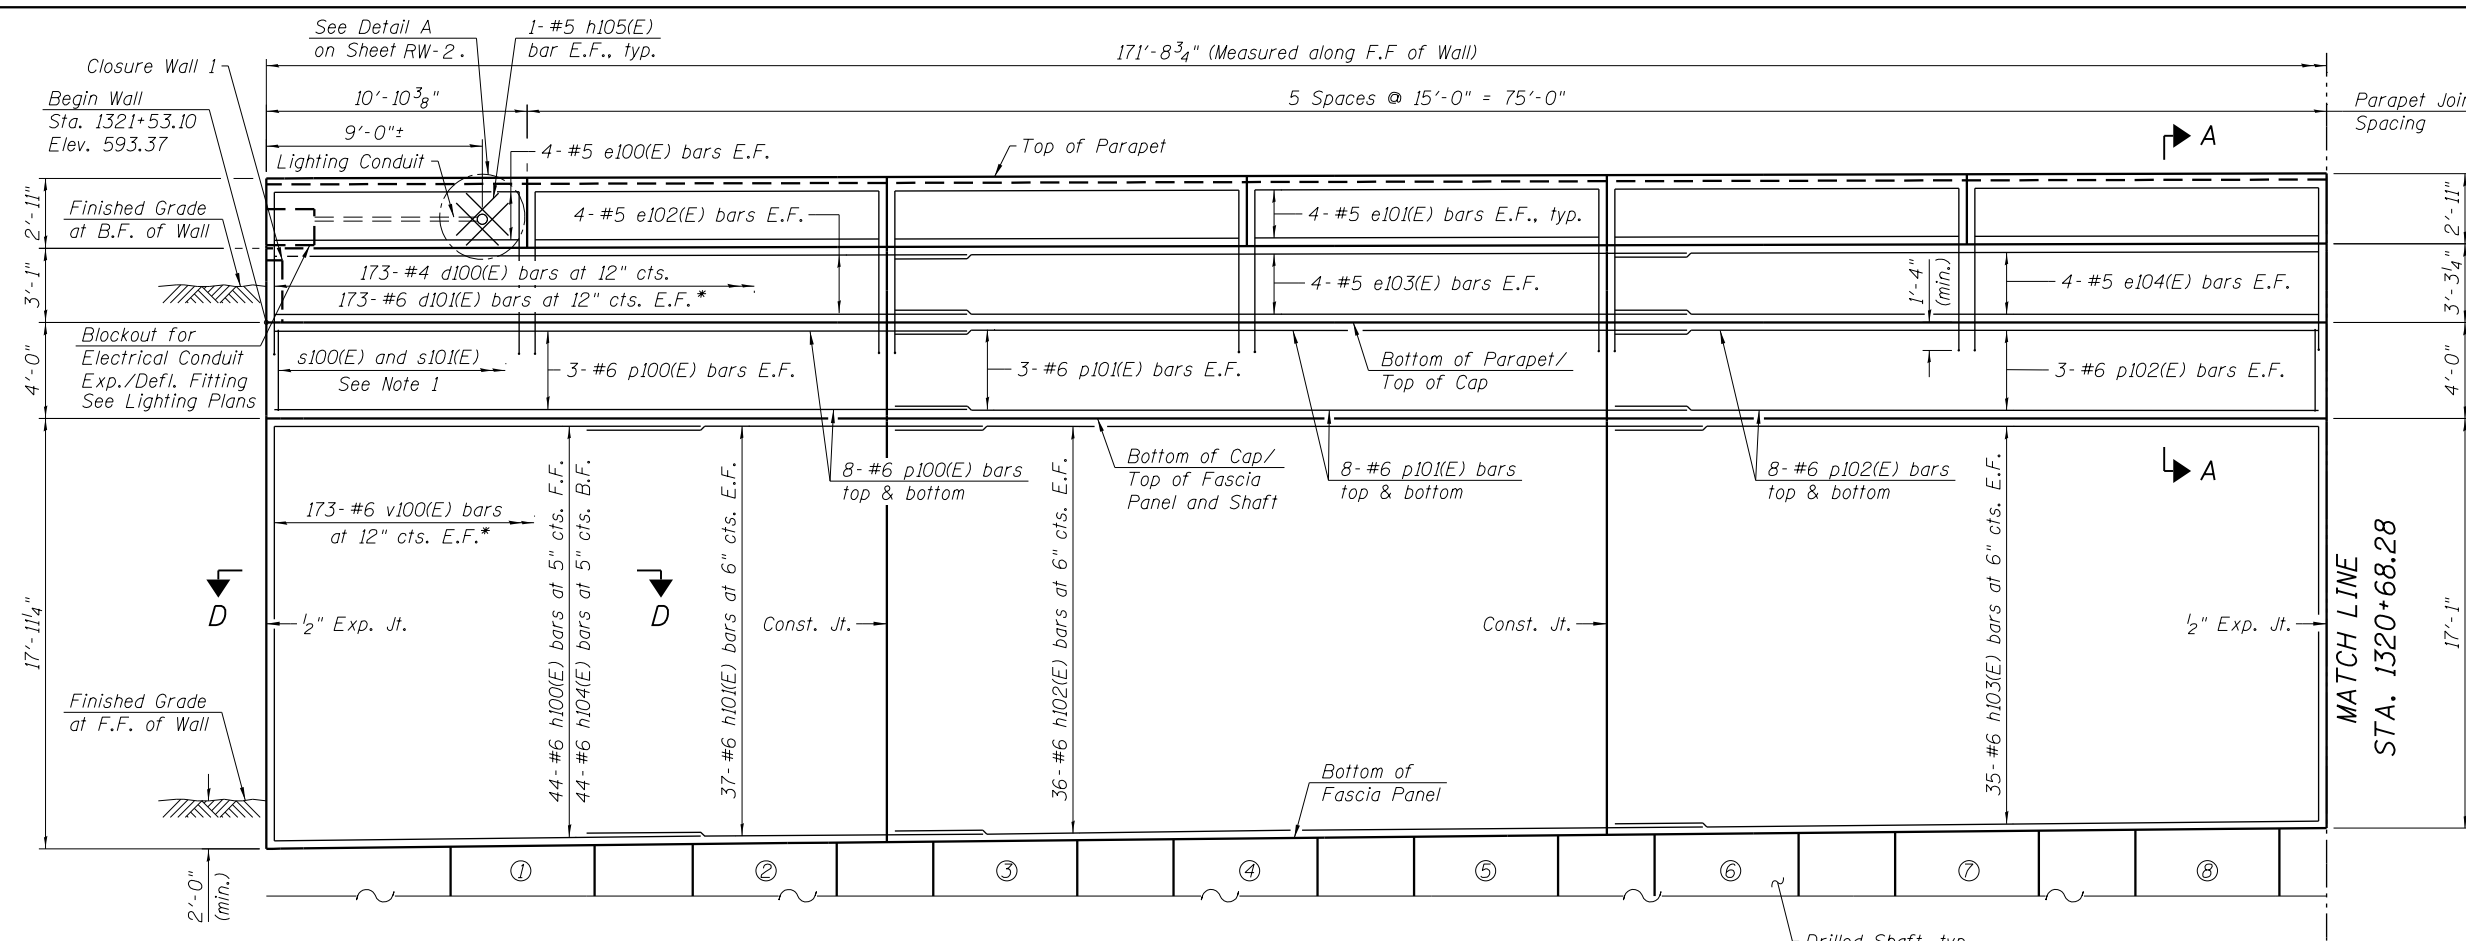 See Detail A
on Sheet RW-2.
1-#5 h105(E)
bar E.F., typ.
171'-8 3/4" (Measured along F.F of Wall)
Closure Wall 1
Begin Wall
Sta. 1321+53.10
Elev. 593.37
10'-10 3/8"
5 Spaces @ 15'-0" = 75'-0"
Parapet Join
Spacing
9'-0"±
Lighting Conduit
4-#5 e100(E) bars E.F.
Top of Parapet
A
2'-11"
Finished Grade
at B.F. of Wall
4-#5 e102(E) bars E.F.
4-#5 e101(E) bars E.F., typ.
2'-11"
3'-1"
173-#4 d100(E) bars at 12" cts.
173-#6 d101(E) bars at 12" cts. E.F.*
4-#5 e103(E) bars E.F.
1'-4"
(min.)
4-#5 e104(E) bars E.F.
3'-3 1/4"
Blockout for
Electrical Conduit
Exp./Defl. Fitting
See Lighting Plans
4'-0"
s100(E) and s101(E)
See Note 1
3-#6 p100(E) bars E.F.
3-#6 p101(E) bars E.F.
Bottom of Parapet/
Top of Cap
3-#6 p102(E) bars E.F.
4'-0"
8-#6 p100(E) bars
top & bottom
Bottom of Cap/
Top of Fascia
Panel and Shaft
8-#6 p101(E) bars
top & bottom
8-#6 p102(E) bars
top & bottom
A
173-#6 v100(E) bars
at 12" cts. E.F.*
44-#6 h100(E) bars at 5" cts. F.F.
44-#6 h104(E) bars at 5" cts. B.F.
37-#6 h101(E) bars at 6" cts. E.F.
36-#6 h102(E) bars at 6" cts. E.F.
35-#6 h103(E) bars at 6" cts. E.F.
D
D
17'-11 1/4"
1/2" Exp. Jt.
Const. Jt.
Const. Jt.
1/2" Exp. Jt.
MATCH LINE
STA. 1320+68.28
17'-1"
Finished Grade
at F.F. of Wall
Bottom of
Fascia Panel
2'-0"
(min.)
1
2
3
4
5
6
7
8
Drilled Shaft, typ.